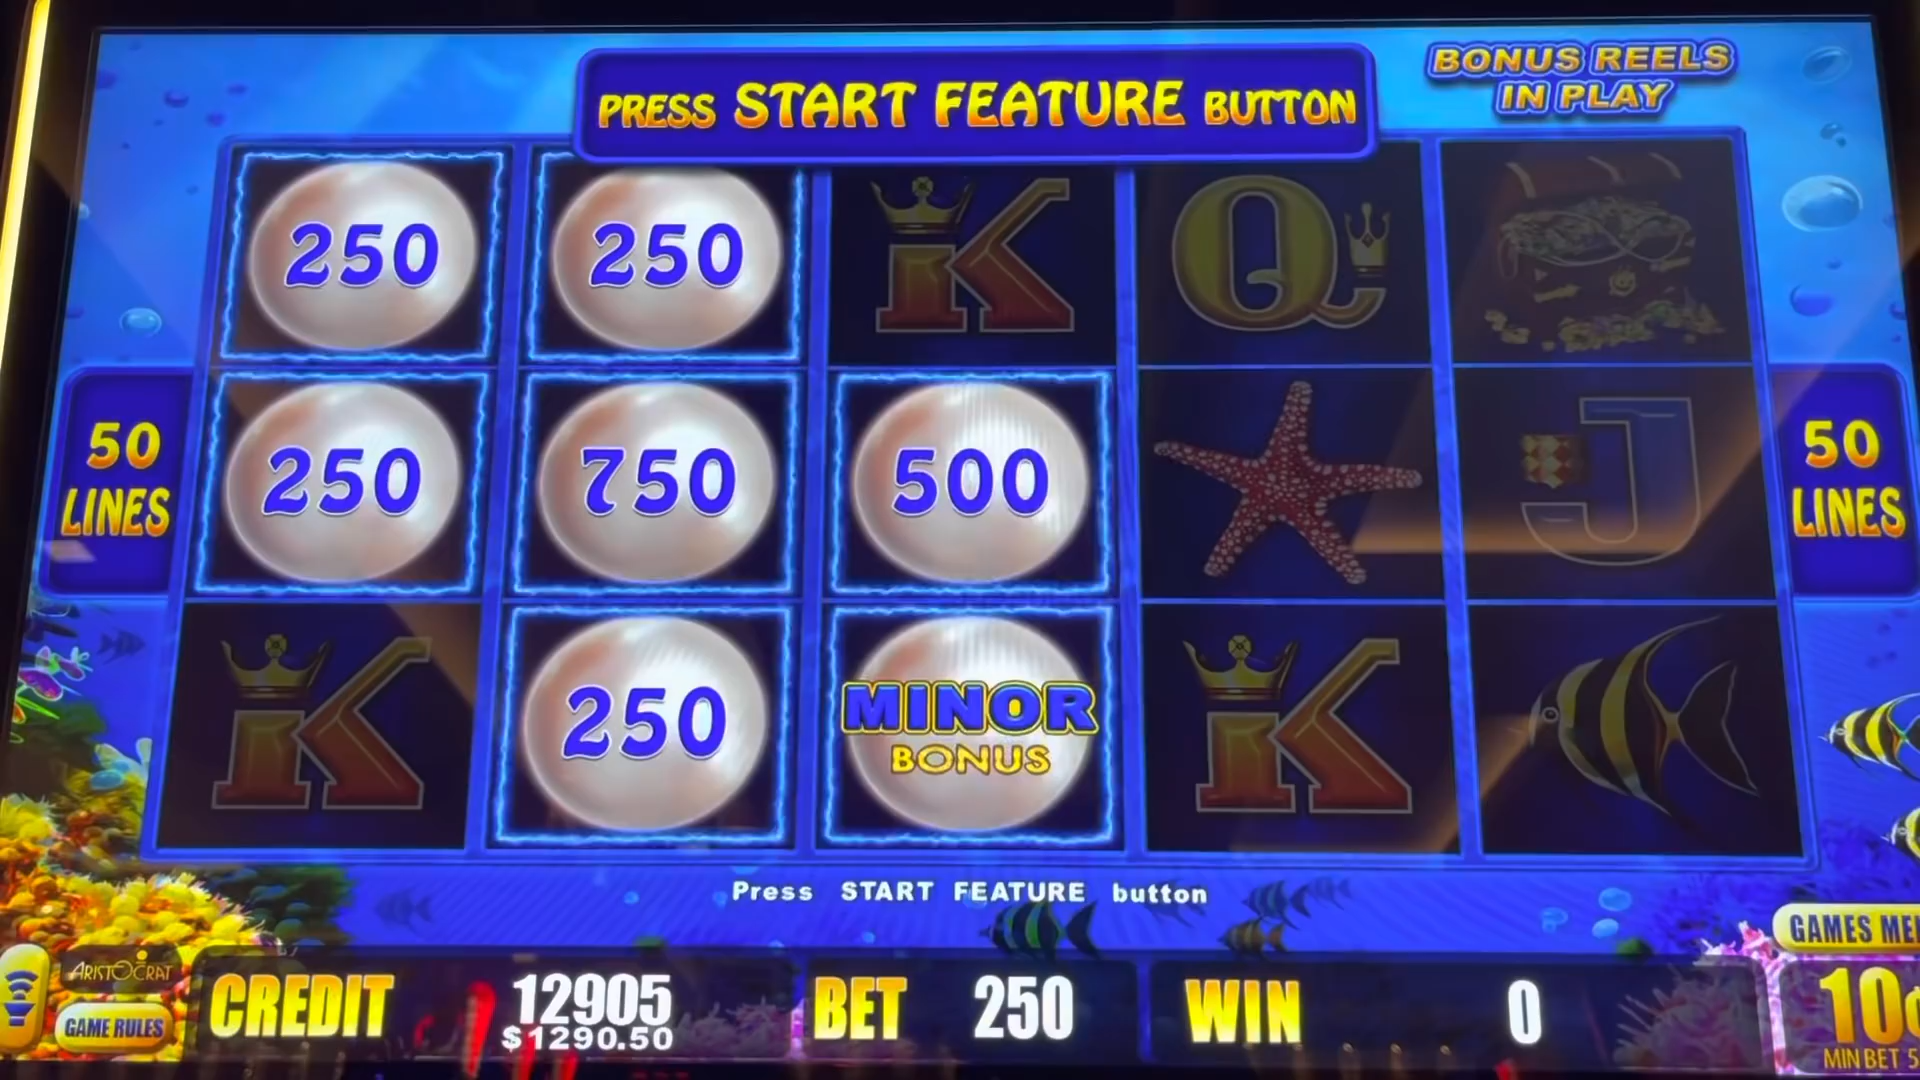 PRESS START FEATURE BUTTON
BONUS REELS
IN PLAY
250
250
K
Q
50
LINES
250
750
500
J
50
LINES
K
250
MINOR
BONUS
K
Press START FEATURE button
ARISTOCRAT
GAME RULES
CREDIT
12905
$1290.50
BET 250
WIN 0
GAMES
10¢
MIN BET